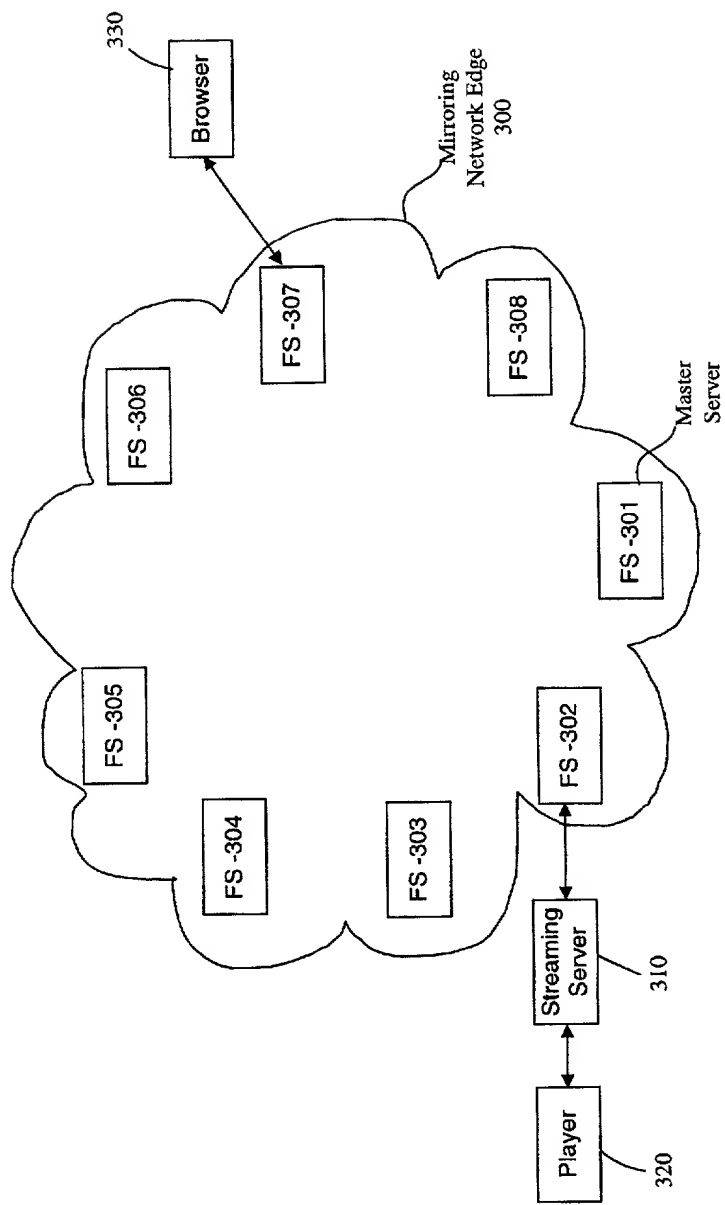 330
Browser
Mirroring
Network Edge
300
FS -307
FS -306
FS -308
Master
Server
FS -301
FS -305
FS -302
FS -304
FS -303
Streaming
Server
310
Player
320